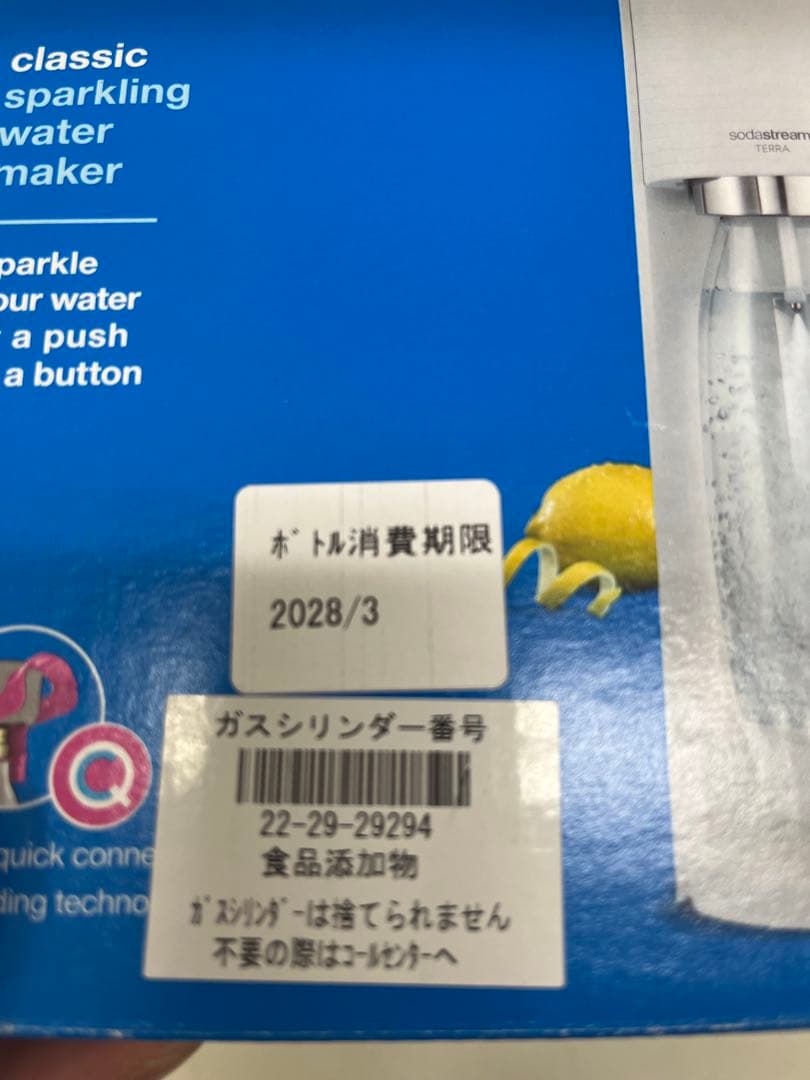 classic
sparkling
water
maker
parkle
our water
a push
a button
sodastream
TERRA
ボトル消費期限
2028/3
ガスシリンダー番号
22-29-29294
食品添加物
ガスシリンダーは捨てられません
不要の際はコールセンターへ
Q
quick conne
ding techno